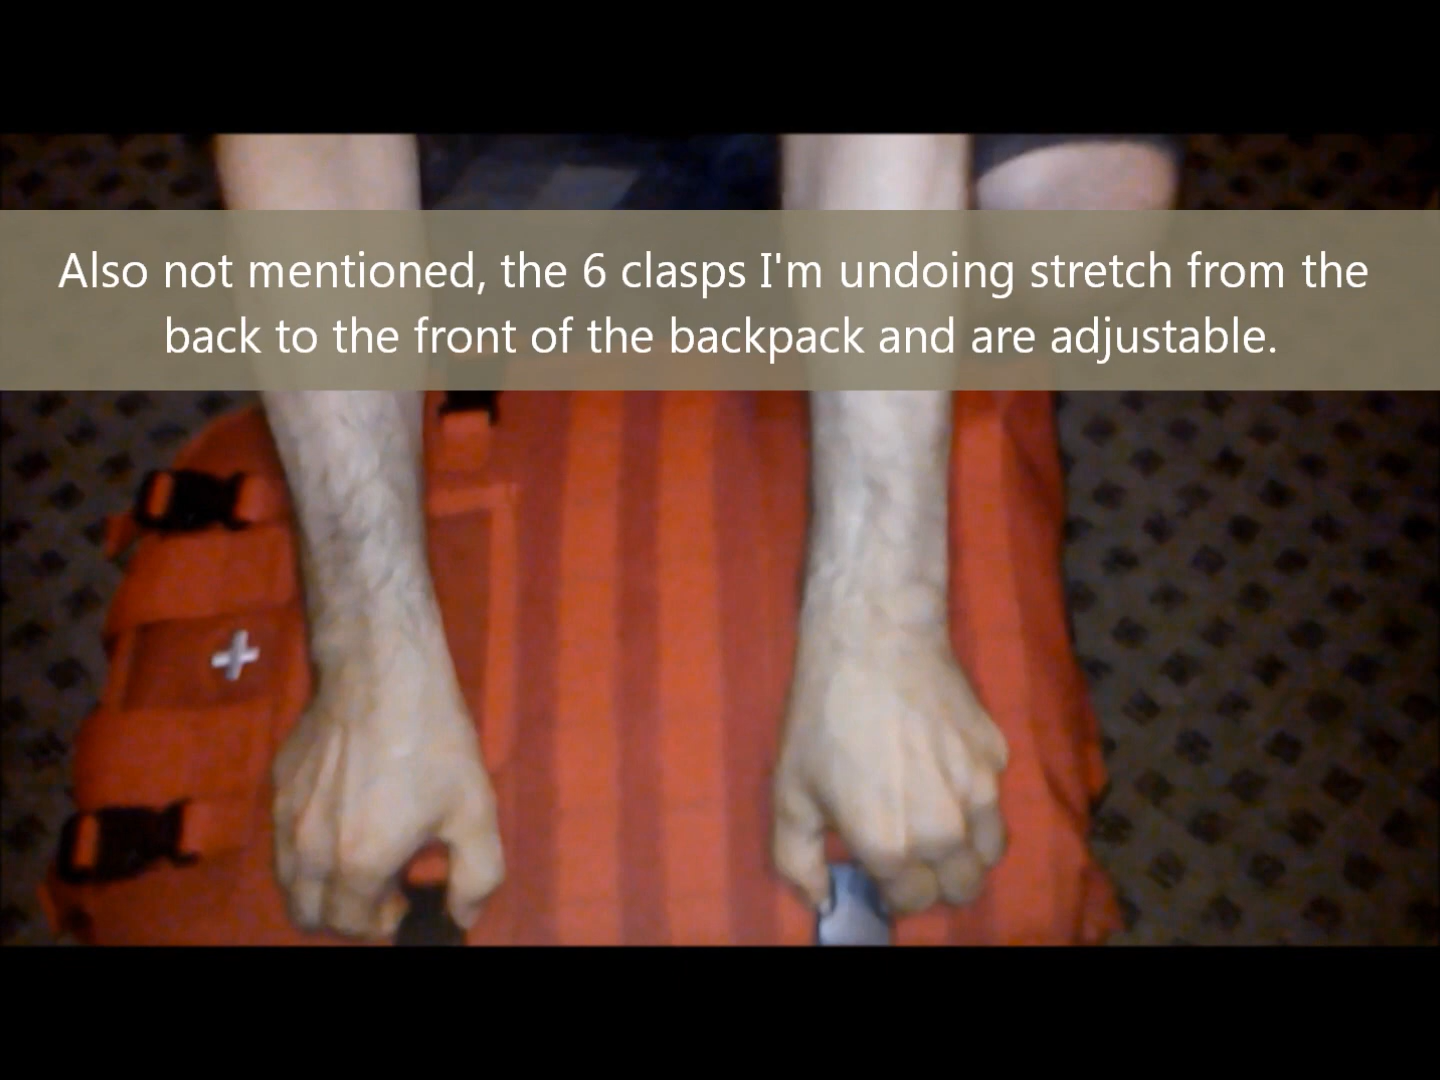 Also not mentioned, the 6 clasps I'm undoing stretch from the
back to the front of the backpack and are adjustable.